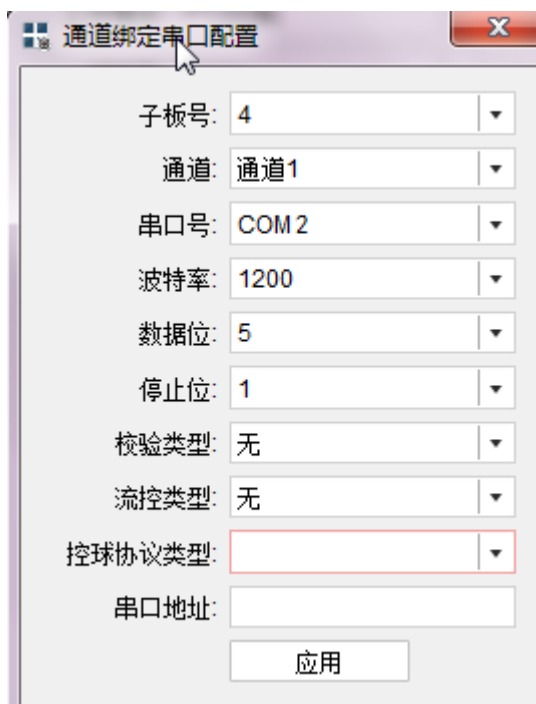 通道绑定串口配置
子板号: 4
通道: 通道1
串口号: COM2
波特率: 1200
数据位: 5
停止位: 1
校验类型: 无
流控类型: 无
控球协议类型:
串口地址:
应用